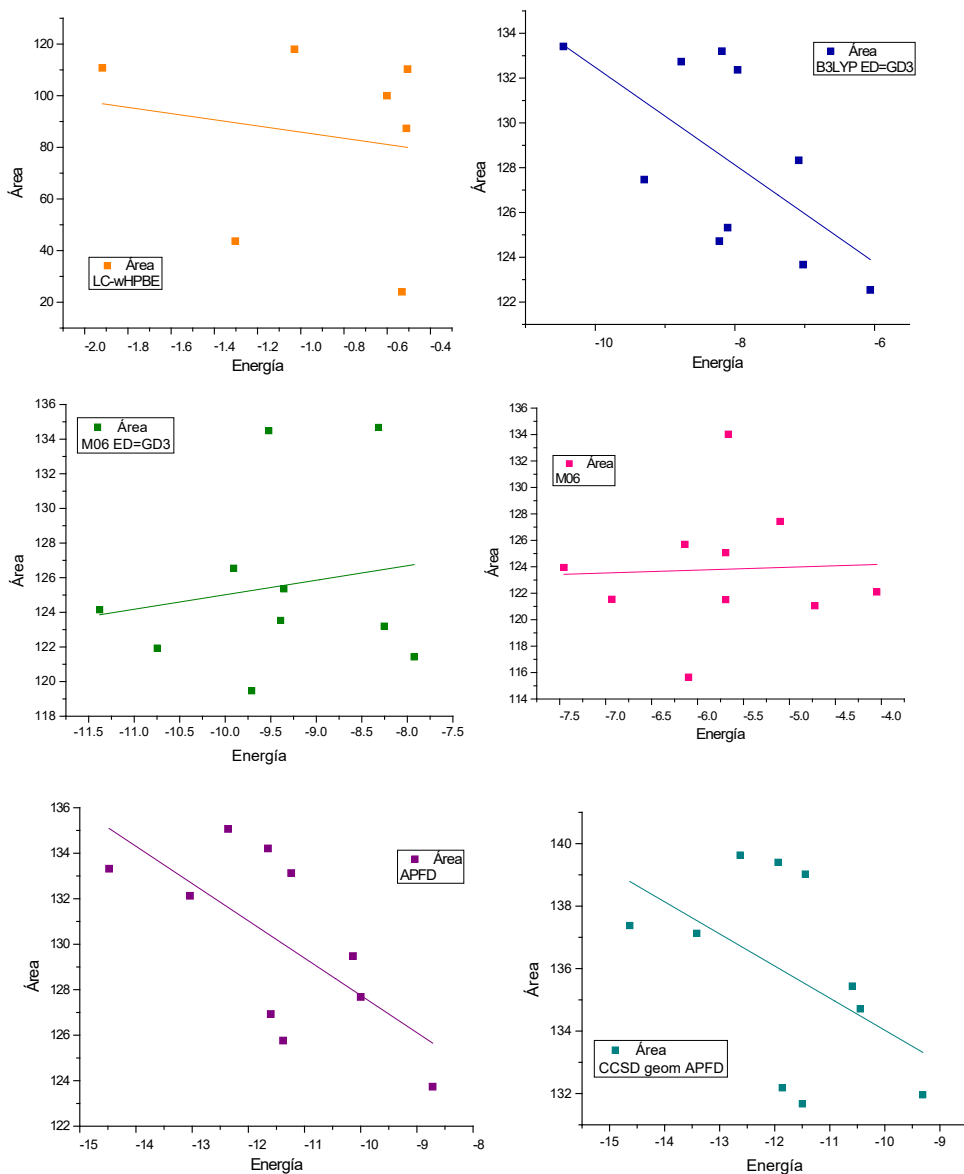 120
100
80
60
40
20
Área
Área
LC-wHPBE
-2.0 -1.8 -1.6 -1.4 -1.2 -1.0 -0.8 -0.6 -0.4
Energía
134
132
130
128
126
124
122
Área
Área
B3LYP ED=GD3
-10 -8 -6
Energía
136
134
132
130
128
126
124
122
120
118
Área
Área
M06 ED=GD3
-11.5 -11.0 -10.5 -10.0 -9.5 -9.0 -8.5 -8.0 -7.5
Energía
136
134
132
130
128
126
124
122
120
118
116
114
Área
Área
M06
-7.5 -7.0 -6.5 -6.0 -5.5 -5.0 -4.5 -4.0
Energía
136
134
132
130
128
126
124
122
Área
Área
APFD
-15 -14 -13 -12 -11 -10 -9 -8
Energía
140
138
136
134
132
Área
Área
CCSD geom APFD
-15 -14 -13 -12 -11 -10 -9
Energía